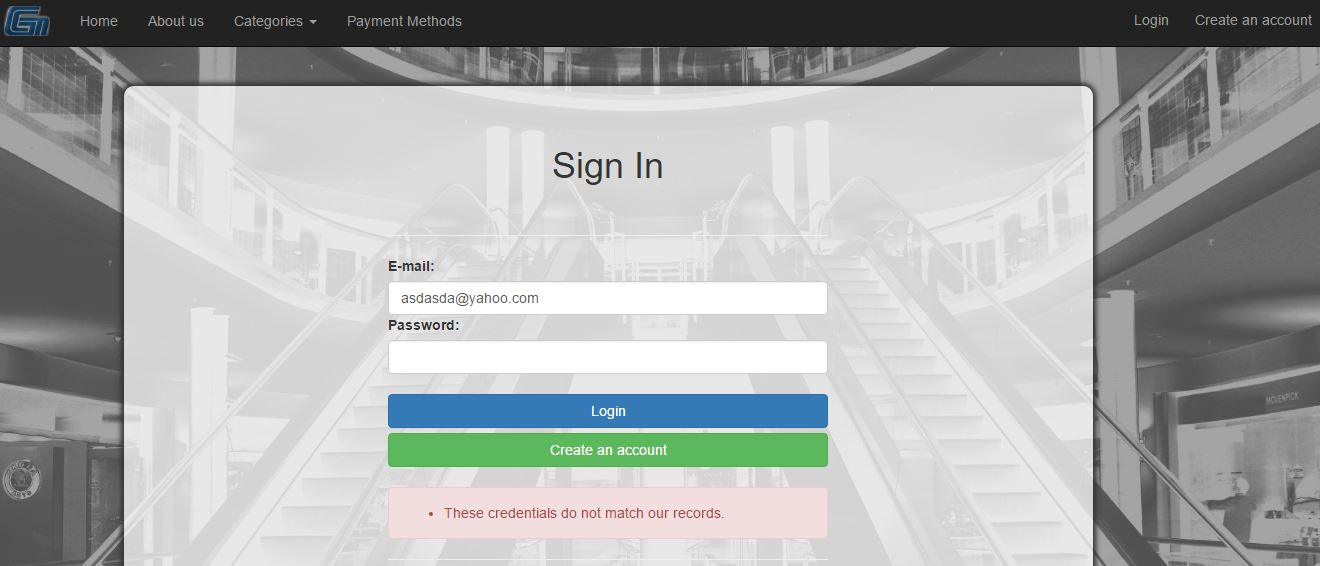 Home About us Categories Payment Methods Login Create an account
Sign In
E-mail:
asdasda@yahoo.com
Password:
Login
Create an account
MÖVENPICK
These credentials do not match our records.